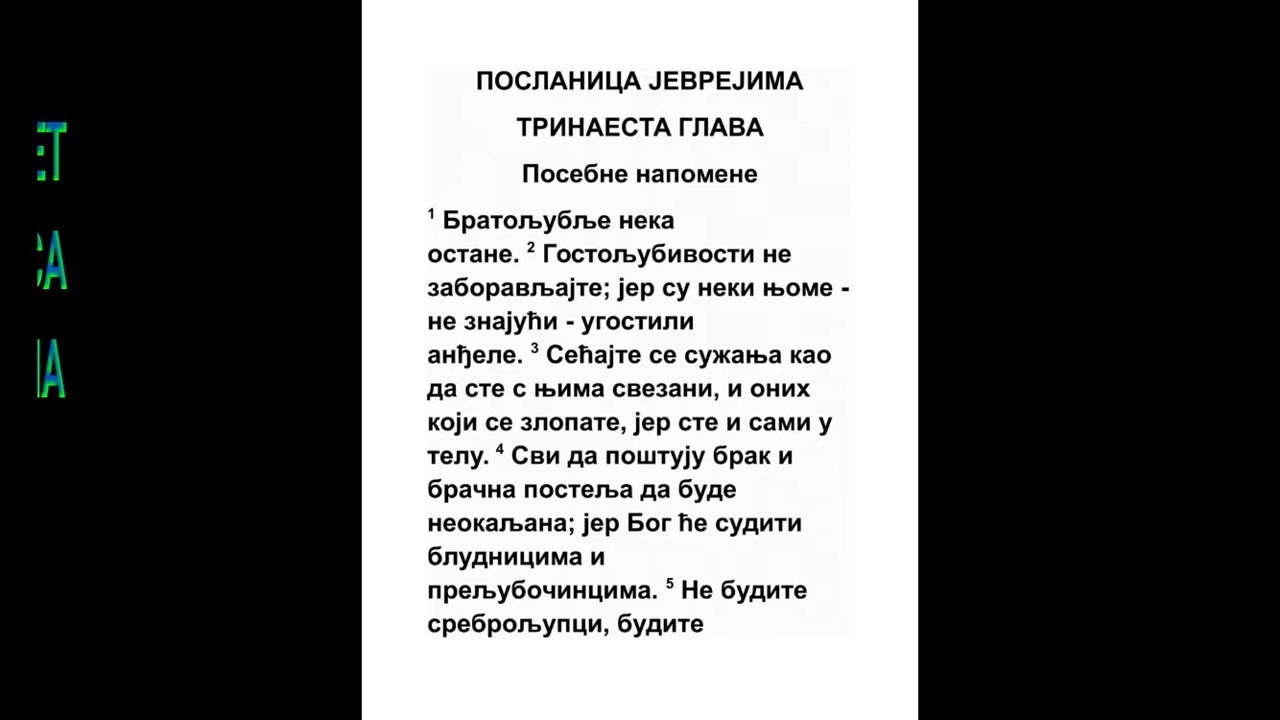 ПОСЛАНИЦА ЈЕВРЕЈИМА
ТРИНАЕСТА ГЛАВА
Посебне напомене
¹ Братољубље нека
остане. ² Гостољубивости не
заборављајте; јер су неки њоме -
не знајући - угостили
анђеле. ³ Сећајте се сужања као
да сте с њима свезани, и оних
који се злопате, јер сте и сами у
телу. ⁴ Сви да поштују брак и
брачна постеља да буде
неокаљана; јер Бог ће судити
блудницима и
прељубочинцима. ⁵ Не будите
среброљупци, будите